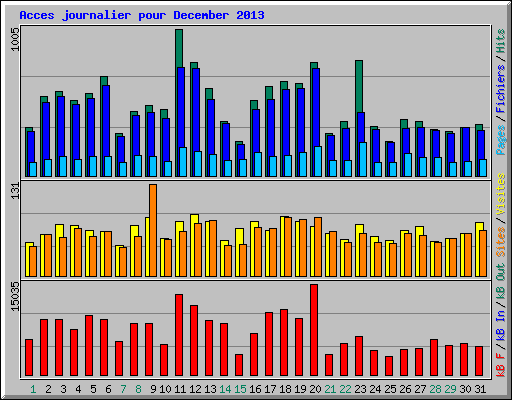 Acces journalier pour December 2013
1005
Pages / Fichiers / Hits
131
Sites / Visites
15035
kB F / kB In / kB Out
1 2 3 4 5 6 7 8 9 10 11 12 13 14 15 16 17 18 19 20 21 22 23 24 25 26 27 28 29 30 31